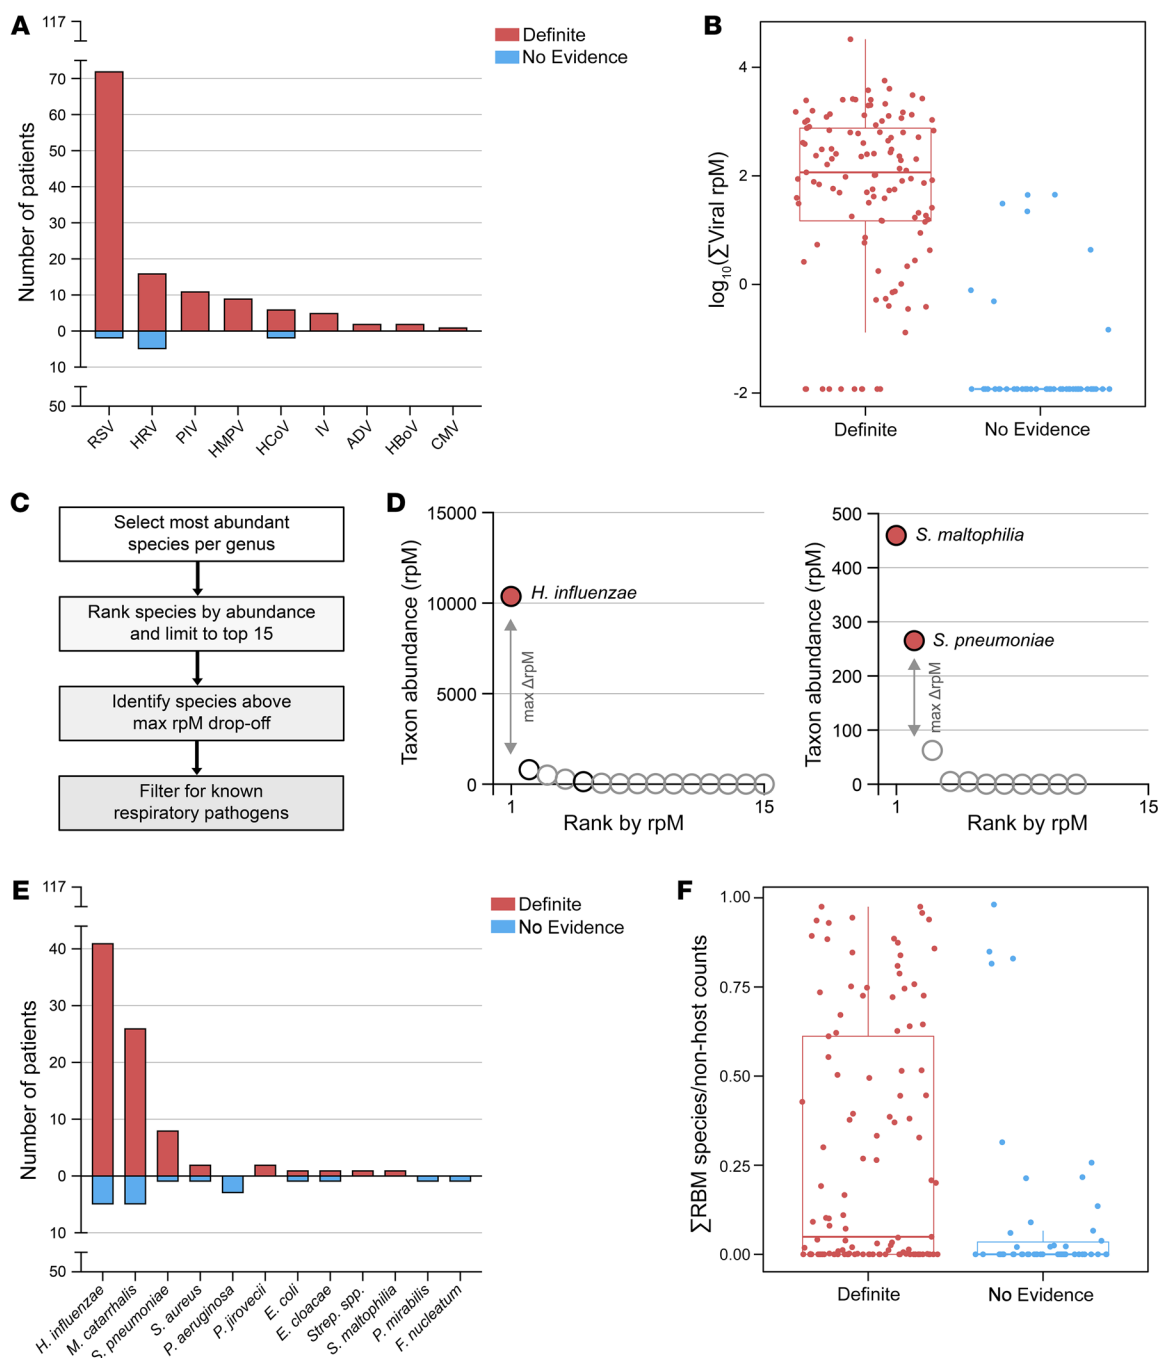 A
117
70
60
50
40
30
20
10
0
10
50
Number of patients
Definite
No Evidence
RSV
HRV
PIV
HMPV
HCoV
IV
ADV
HBoV
CMV
B
4
2
0
-2
log10(∑Viral rpM)
Definite
No Evidence
C
Select most abundant
species per genus
Rank species by abundance
and limit to top 15
Identify species above
max rpM drop-off
Filter for known
respiratory pathogens
D
15000
10000
5000
0
Taxon abundance (rpM)
H. influenzae
max ΔrpM
1
15
Rank by rpM
500
400
300
200
100
0
Taxon abundance (rpM)
S. maltophilia
S. pneumoniae
max ΔrpM
1
15
Rank by rpM
E
117
40
30
20
10
0
10
50
Number of patients
Definite
No Evidence
H. influenzae
M. catarrhalis
S. pneumoniae
S. aureus
P. aeruginosa
P. jirovecii
E. coli
E. cloacae
Strep. spp.
S. maltophilia
P. mirabilis
F. nucleatum
F
1.00
0.75
0.50
0.25
0.00
∑RBM species/non-host counts
Definite
No Evidence